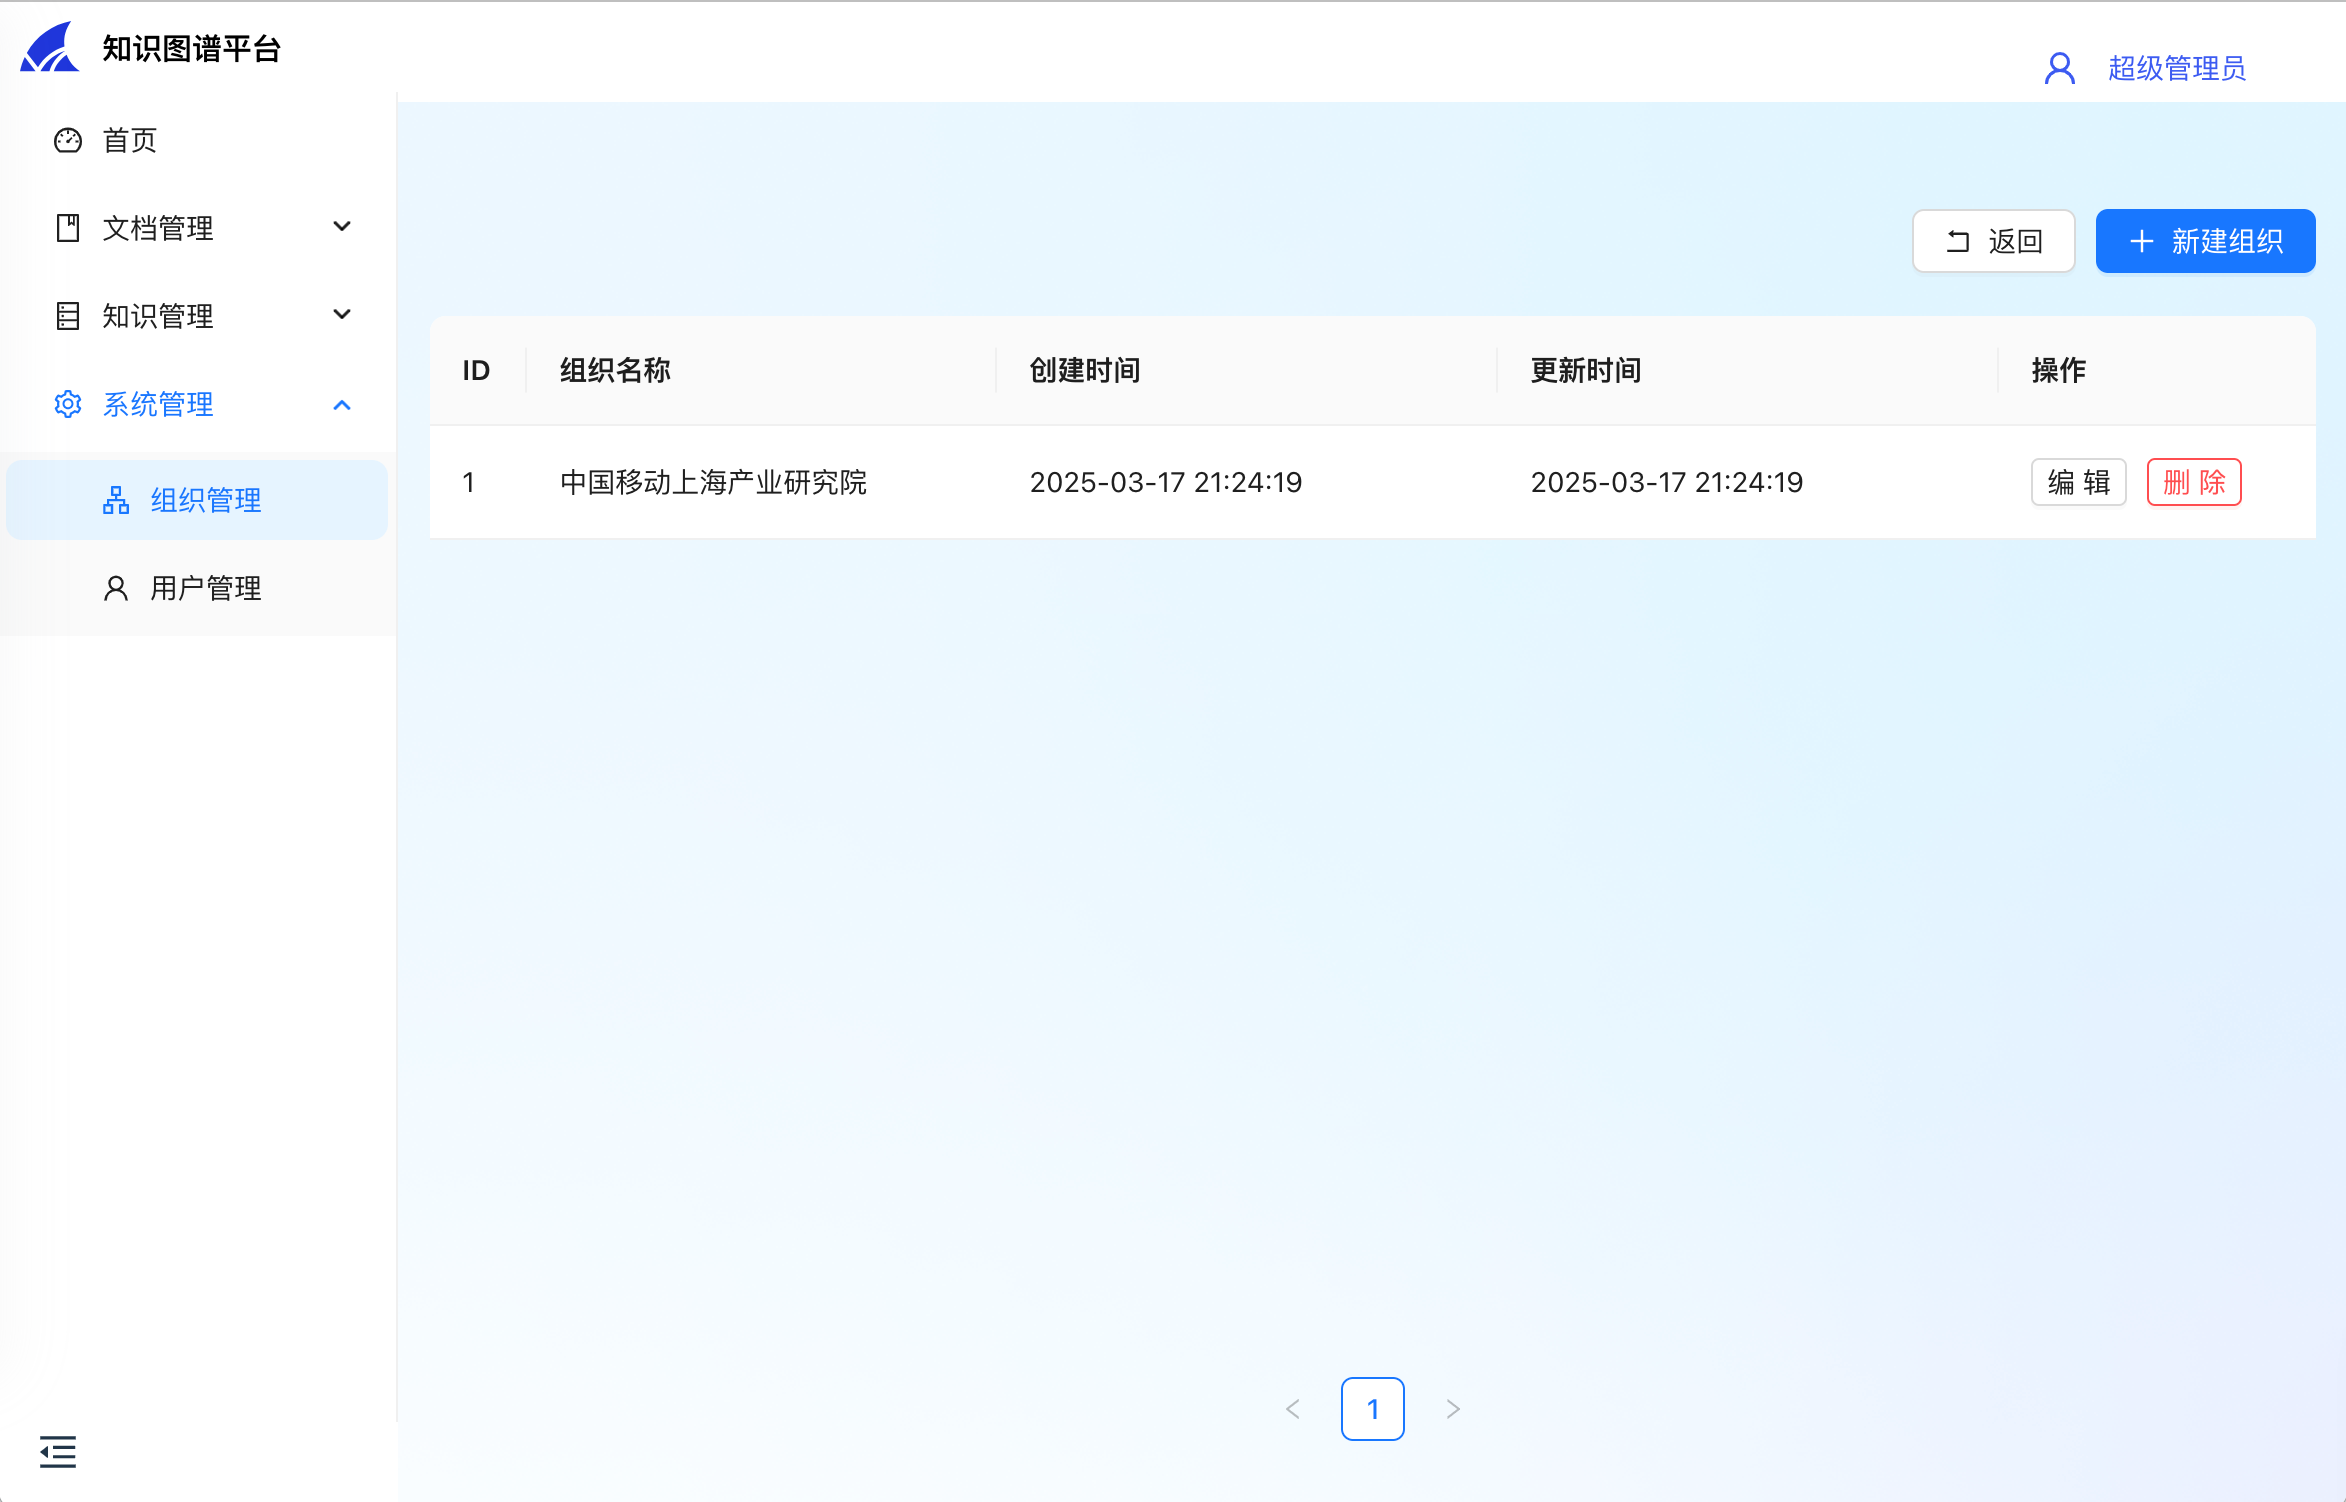 知识图谱平台
超级管理员
首页
文档管理
知识管理
系统管理
组织管理
用户管理
返回
新建组织
ID 组织名称 创建时间 更新时间 操作
1 中国移动上海产业研究院 2025-03-17 21:24:19 2025-03-17 21:24:19 编辑 删除
1